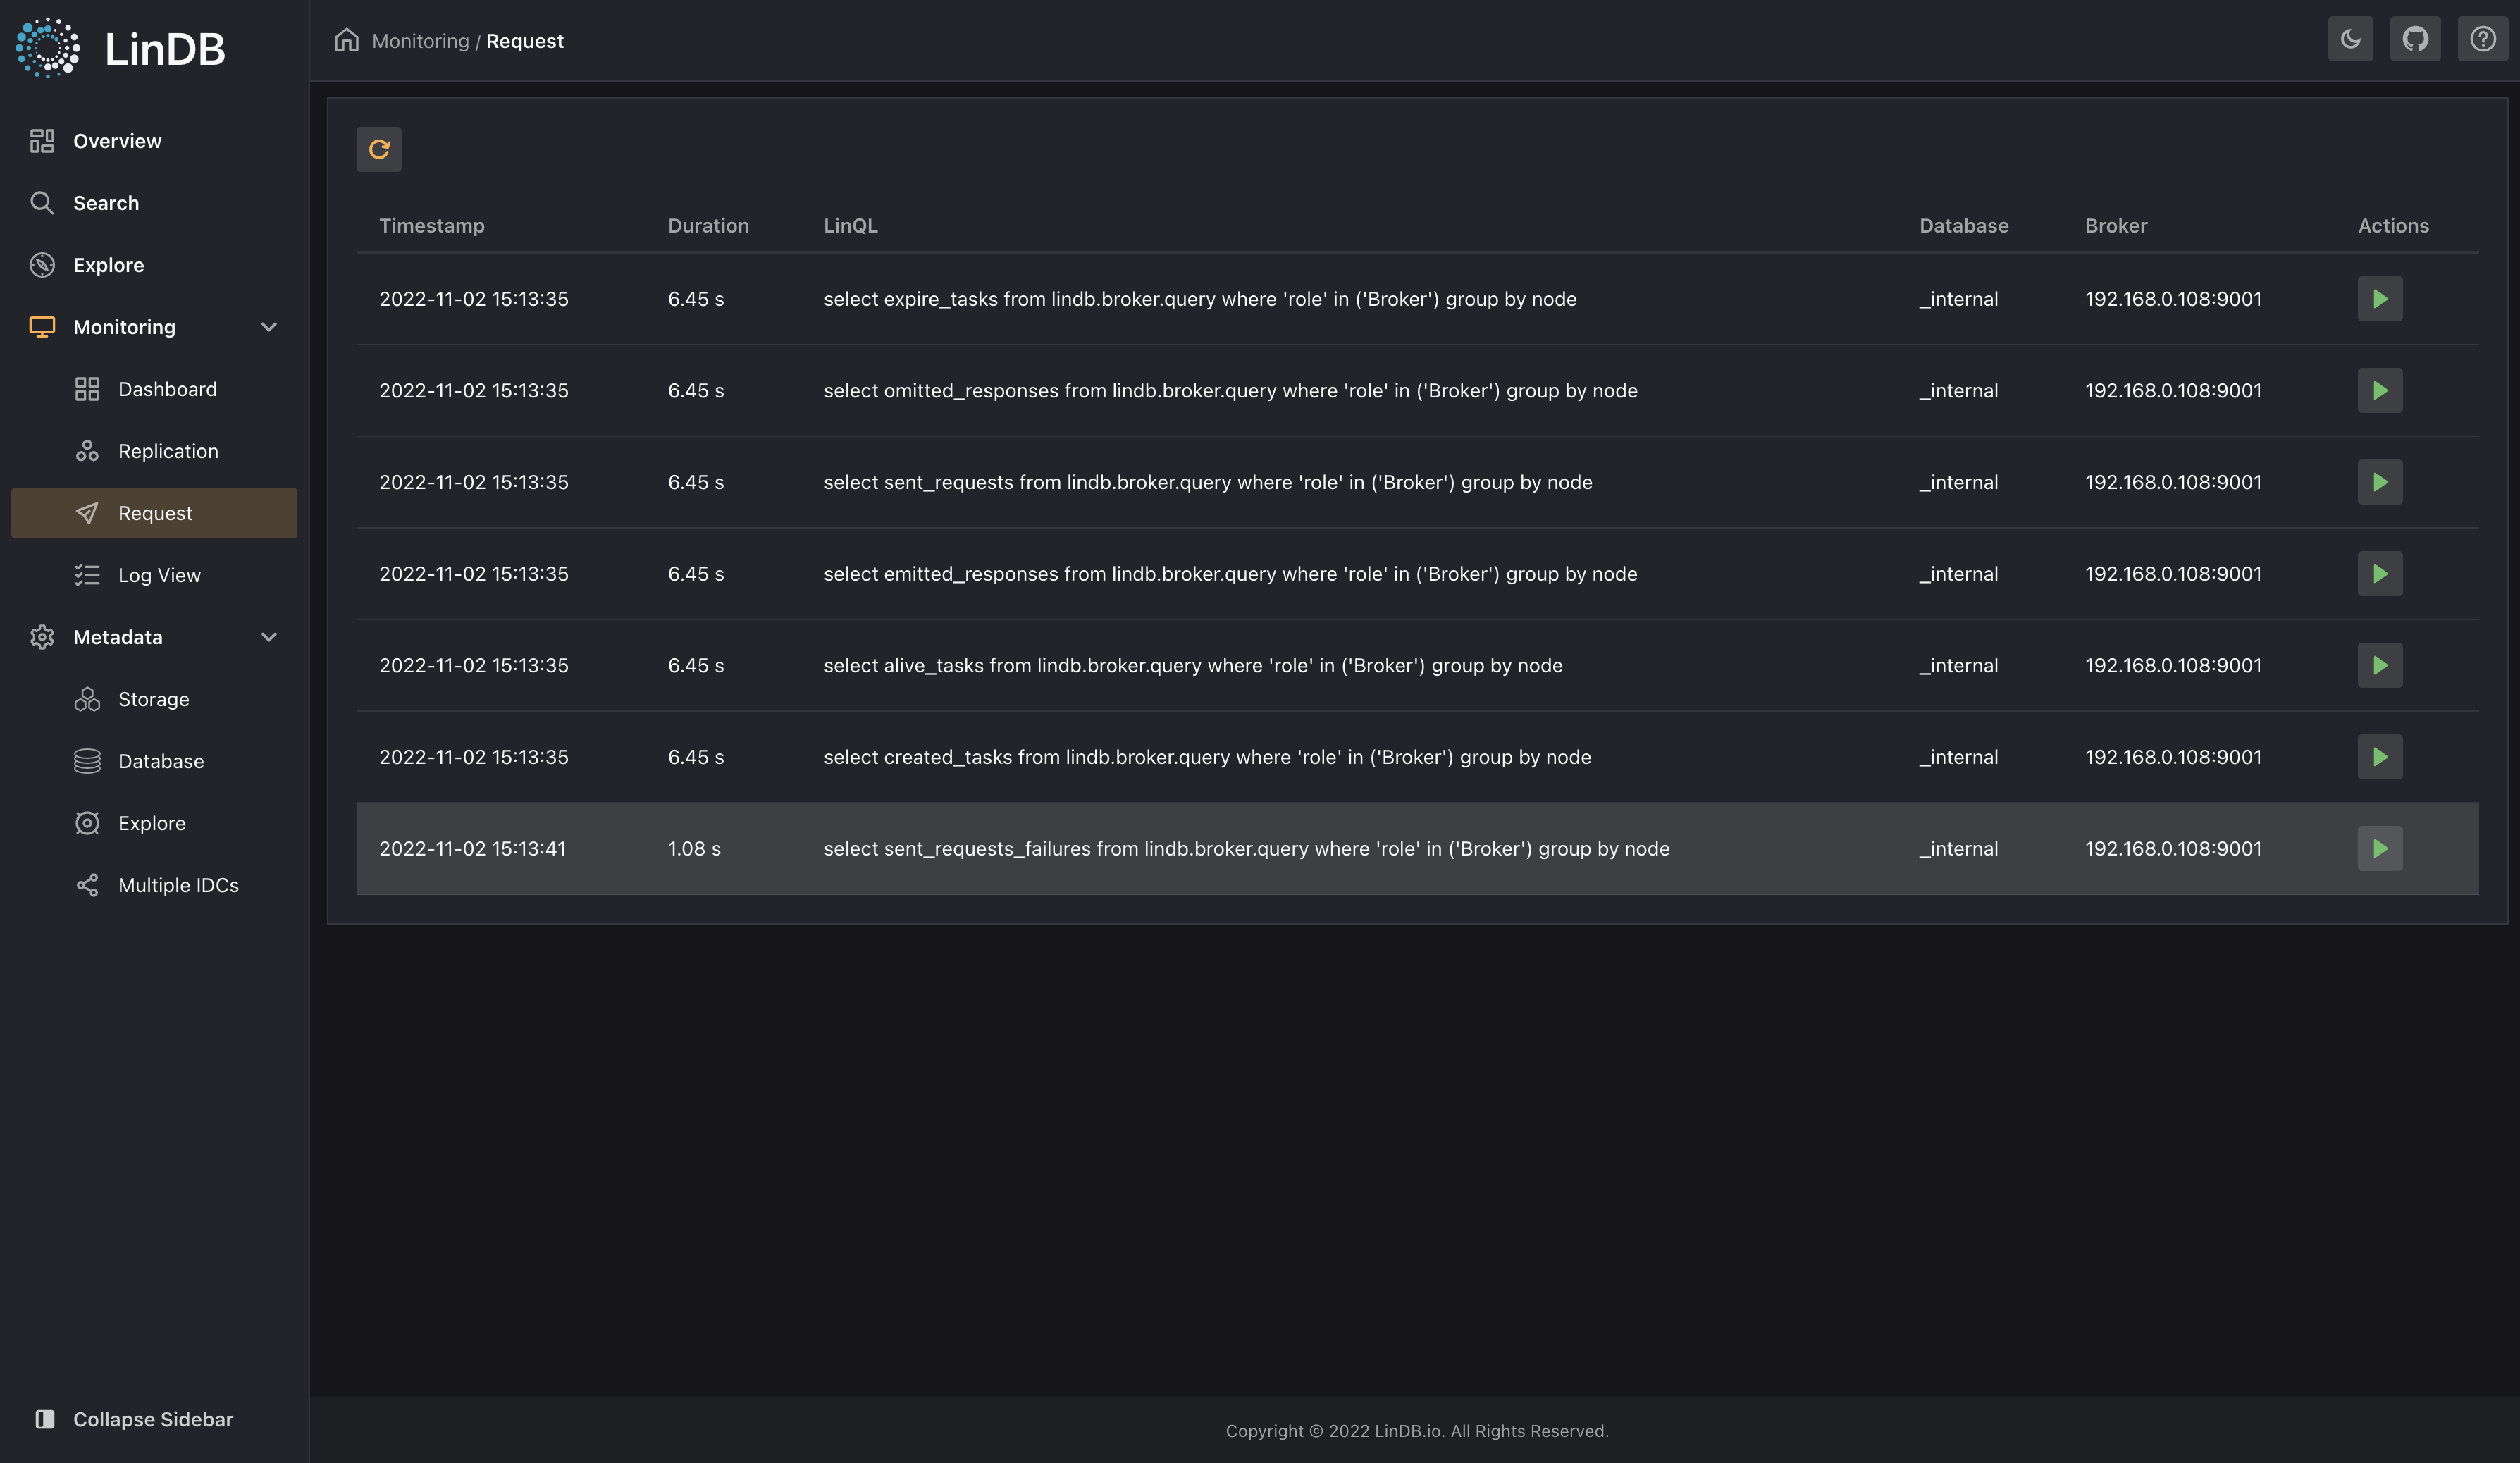 LinDB
Monitoring / Request
Overview
Search
Explore
Monitoring
Dashboard
Replication
Request
Log View
Metadata
Storage
Database
Explore
Multiple IDCs
Collapse Sidebar
Timestamp Duration LinQL Database Broker Actions
2022-11-02 15:13:35 6.45 s select expire_tasks from lindb.broker.query where 'role' in ('Broker') group by node _internal 192.168.0.108:9001
2022-11-02 15:13:35 6.45 s select omitted_responses from lindb.broker.query where 'role' in ('Broker') group by node _internal 192.168.0.108:9001
2022-11-02 15:13:35 6.45 s select sent_requests from lindb.broker.query where 'role' in ('Broker') group by node _internal 192.168.0.108:9001
2022-11-02 15:13:35 6.45 s select emitted_responses from lindb.broker.query where 'role' in ('Broker') group by node _internal 192.168.0.108:9001
2022-11-02 15:13:35 6.45 s select alive_tasks from lindb.broker.query where 'role' in ('Broker') group by node _internal 192.168.0.108:9001
2022-11-02 15:13:35 6.45 s select created_tasks from lindb.broker.query where 'role' in ('Broker') group by node _internal 192.168.0.108:9001
2022-11-02 15:13:41 1.08 s select sent_requests_failures from lindb.broker.query where 'role' in ('Broker') group by node _internal 192.168.0.108:9001
Copyright © 2022 LinDB.io. All Rights Reserved.